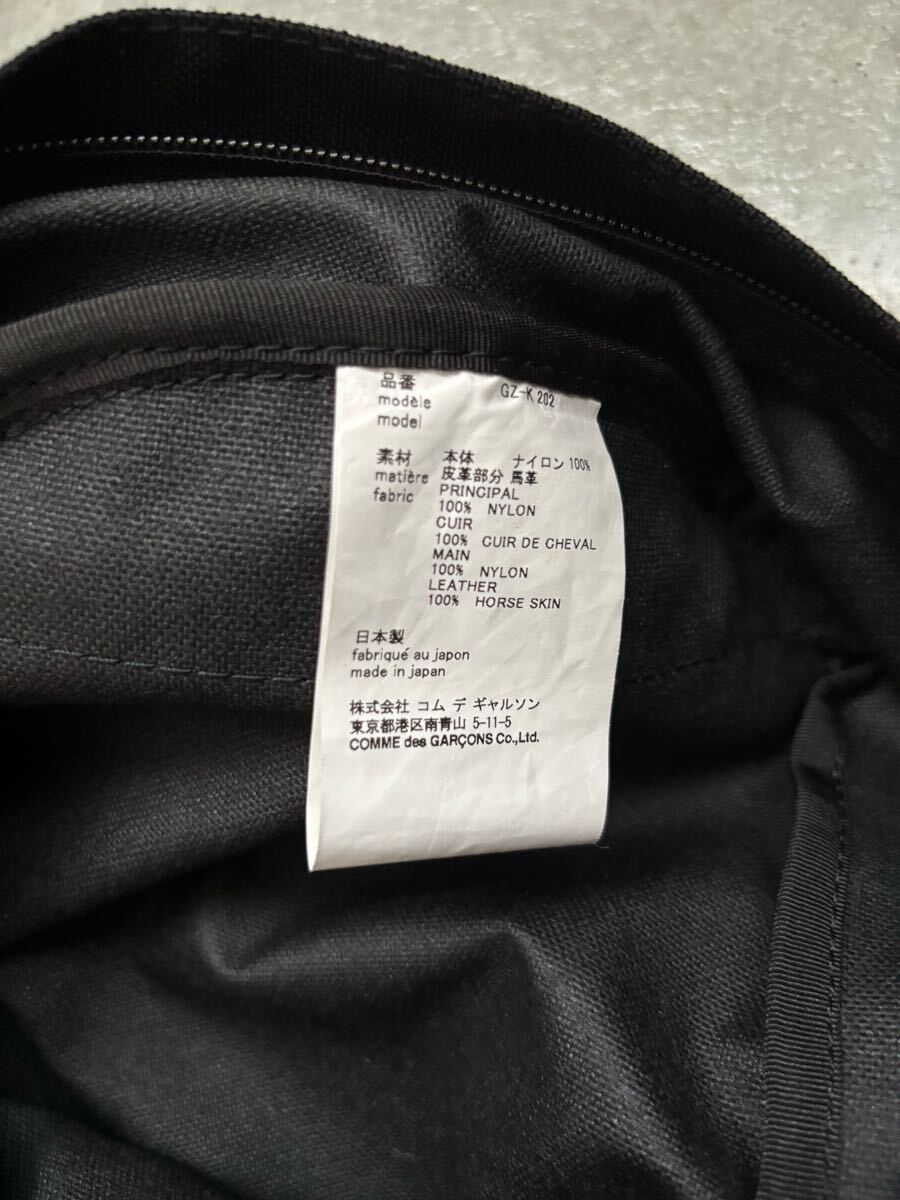 品番
modèle GZ-K 202
model
素材 本体 ナイロン 100%
matière 皮革部分 馬革
fabric PRINCIPAL
100% NYLON
CUIR
100% CUIR DE CHEVAL
MAIN
100% NYLON
LEATHER
100% HORSE SKIN
日本製
fabriqué au japon
made in japan
株式会社 コム デ ギャルソン
東京都港区南青山 5-11-5
COMME des GARÇONS Co.,Ltd.